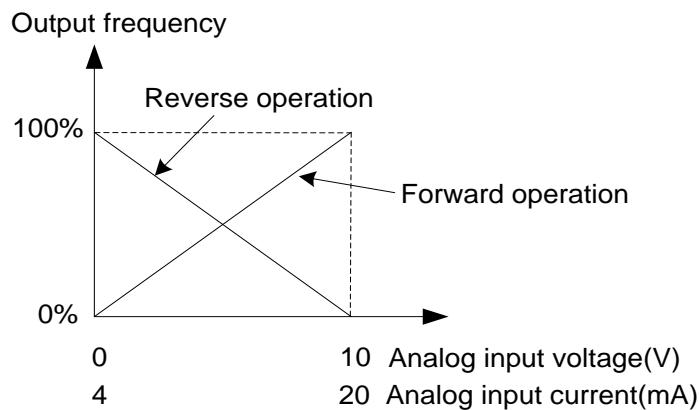 Output frequency
Reverse operation
100%
Forward operation
0%
0 10 Analog input voltage(V)
4 20 Analog input current(mA)